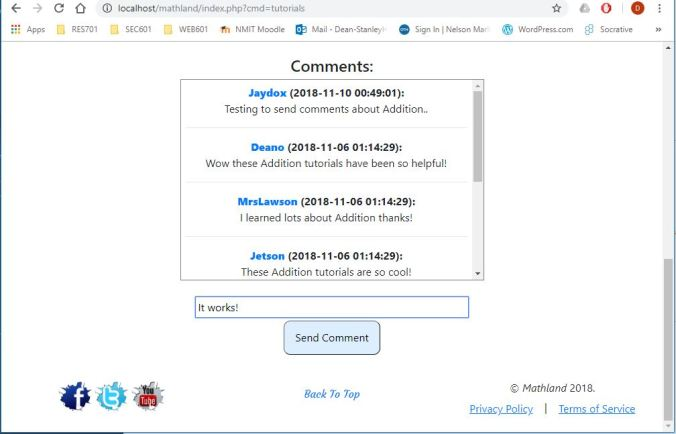 localhost/mathland/index.php?cmd=tutorials
D
Apps RES701 SEC601 WEB601 NMIT Moodle Mail - Dean-Stanley Sign In | Nelson Mar WordPress.com Socrative »
Comments:
Jaydox (2018-11-10 00:49:01):
Testing to send comments about Addition..
Deano (2018-11-06 01:14:29):
Wow these Addition tutorials have been so helpful!
MrsLawson (2018-11-06 01:14:29):
I learned lots about Addition thanks!
Jetson (2018-11-06 01:14:29):
These Addition tutorials are so cool!
It works!
Send Comment
You
Tube
Back To Top
© Mathland 2018.
Privacy Policy | Terms of Service